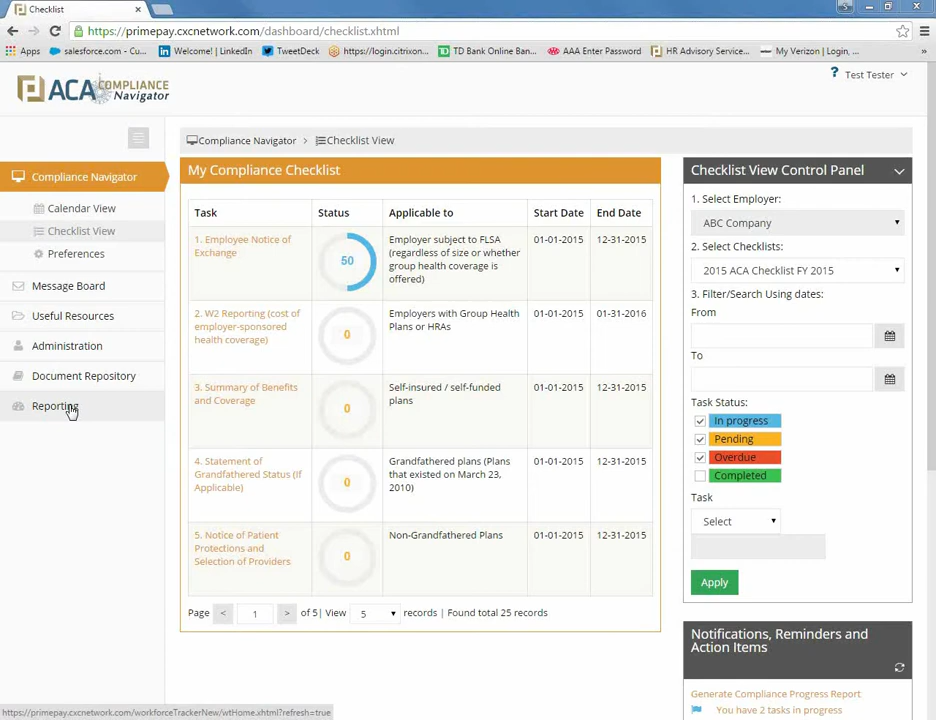 Checklist
https://primepay.cxcnetwork.com/dashboard/checklist.xhtml
Apps salesforce.com - Cu... Welcome! | LinkedIn TweetDeck https://login.citrixon... TD Bank Online Ban... AAA Enter Password HR Advisory Service... My Verizon | Login, ... »
ACA COMPLIANCE Navigator
? Test Tester
Compliance Navigator > Checklist View
Compliance Navigator
Calendar View
Checklist View
Preferences
Message Board
Useful Resources
Administration
Document Repository
Reporting
My Compliance Checklist
Task Status Applicable to Start Date End Date
1. Employee Notice of
Exchange
50
Employer subject to FLSA
(regardless of size or whether
group health coverage is
offered)
01-01-2015 12-31-2015
2. W2 Reporting (cost of
employer-sponsored
health coverage)
0
Employers with Group Health
Plans or HRAs
01-01-2015 01-31-2016
3. Summary of Benefits
and Coverage
0
Self-insured / self-funded
plans
01-01-2015 12-31-2015
4. Statement of
Grandfathered Status (If
Applicable)
0
Grandfathered plans (Plans
that existed on March 23,
2010)
01-01-2015 12-31-2015
5. Notice of Patient
Protections and
Selection of Providers
0
Non-Grandfathered Plans
01-01-2015 12-31-2015
Page < 1 > of 5| View 5 records | Found total 25 records
Checklist View Control Panel
1. Select Employer:
ABC Company
2. Select Checklists:
2015 ACA Checklist FY 2015
3. Filter/Search Using dates:
From
To
Task Status:
In progress
Pending
Overdue
Completed
Task
Select
Apply
Notifications, Reminders and
Action Items
Generate Compliance Progress Report
You have 2 tasks in progress
https://primepay.cxcnetwork.com/workforceTrackerNew/wtHome.xhtml?refresh=true